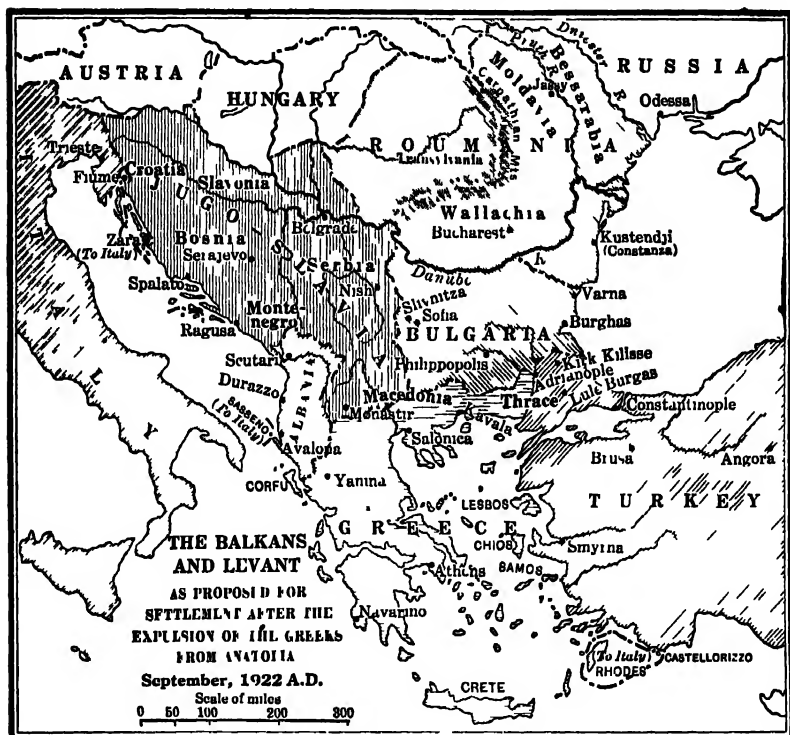 AUSTRIA
HUNGARY
RUSSIA
Dniester R.
Pruth R.
Moldavia
Bessarabia
Jassy
Odessa
Carpathian Mts
ROUMANIA
Transylvania
Wallachia
Bucharest
Trieste
Fiume
Croatia
Slavonia
JUGO-SLAVIA
Belgrade
Zara
(To Italy)
Bosnia
Serajevo
Serbia
Nish
Spalato
Ragusa
Monte-
negro
Danube
R.
Kustendji
(Constanza)
Varna
Burghas
Slivnitza
Sofia
BULGARIA
Philippopolis
Kirk Kilisse
Adrianople
Lule Burgas
Constantinople
Scutari
Durazzo
ALBANIA
SASSENO
(To Italy)
Avalona
Macedonia
Monastir
Thrace
Kavala
Salonica
Brusa
Angora
ITALY
CORFU
Yanina
LESBOS
TURKEY
GREECE
CHIOS
Smyrna
SAMOS
Athens
Navarino
(To Italy)
RHODES
CASTELLORIZZO
CRETE
THE BALKANS
AND LEVANT
AS PROPOSED FOR
SETTLEMENT AFTER THE
EXPULSION OF THE GREEKS
FROM ANATOLIA
September, 1922 A.D.
Scale of miles
0 50 100 200 300